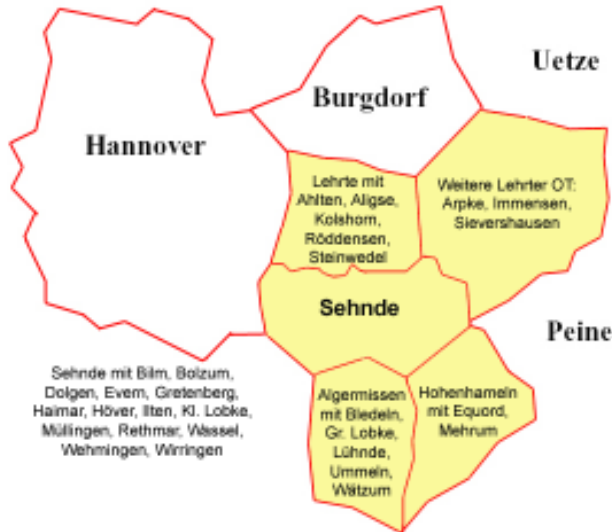 Uetze
Burgdorf
Hannover
Lehrte mit
Ahlten, Aligse,
Kolshorn,
Röddensen,
Steinwedel
Weitere Lehrter OT:
Arpke, Immensen,
Sievershausen
Sehnde
Peine
Sehnde mit Bilm, Bolzum,
Dolgen, Evern, Gretenberg,
Haimar, Höver, Ilten, Kl. Lobke,
Müllingen, Rethmar, Wassel,
Wehmingen, Wirringen
Algermissen
mit Bledeln,
Gr. Lobke,
Lühnde,
Ummeln,
Wätzum
Hohenhameln
mit Equord,
Mehrum